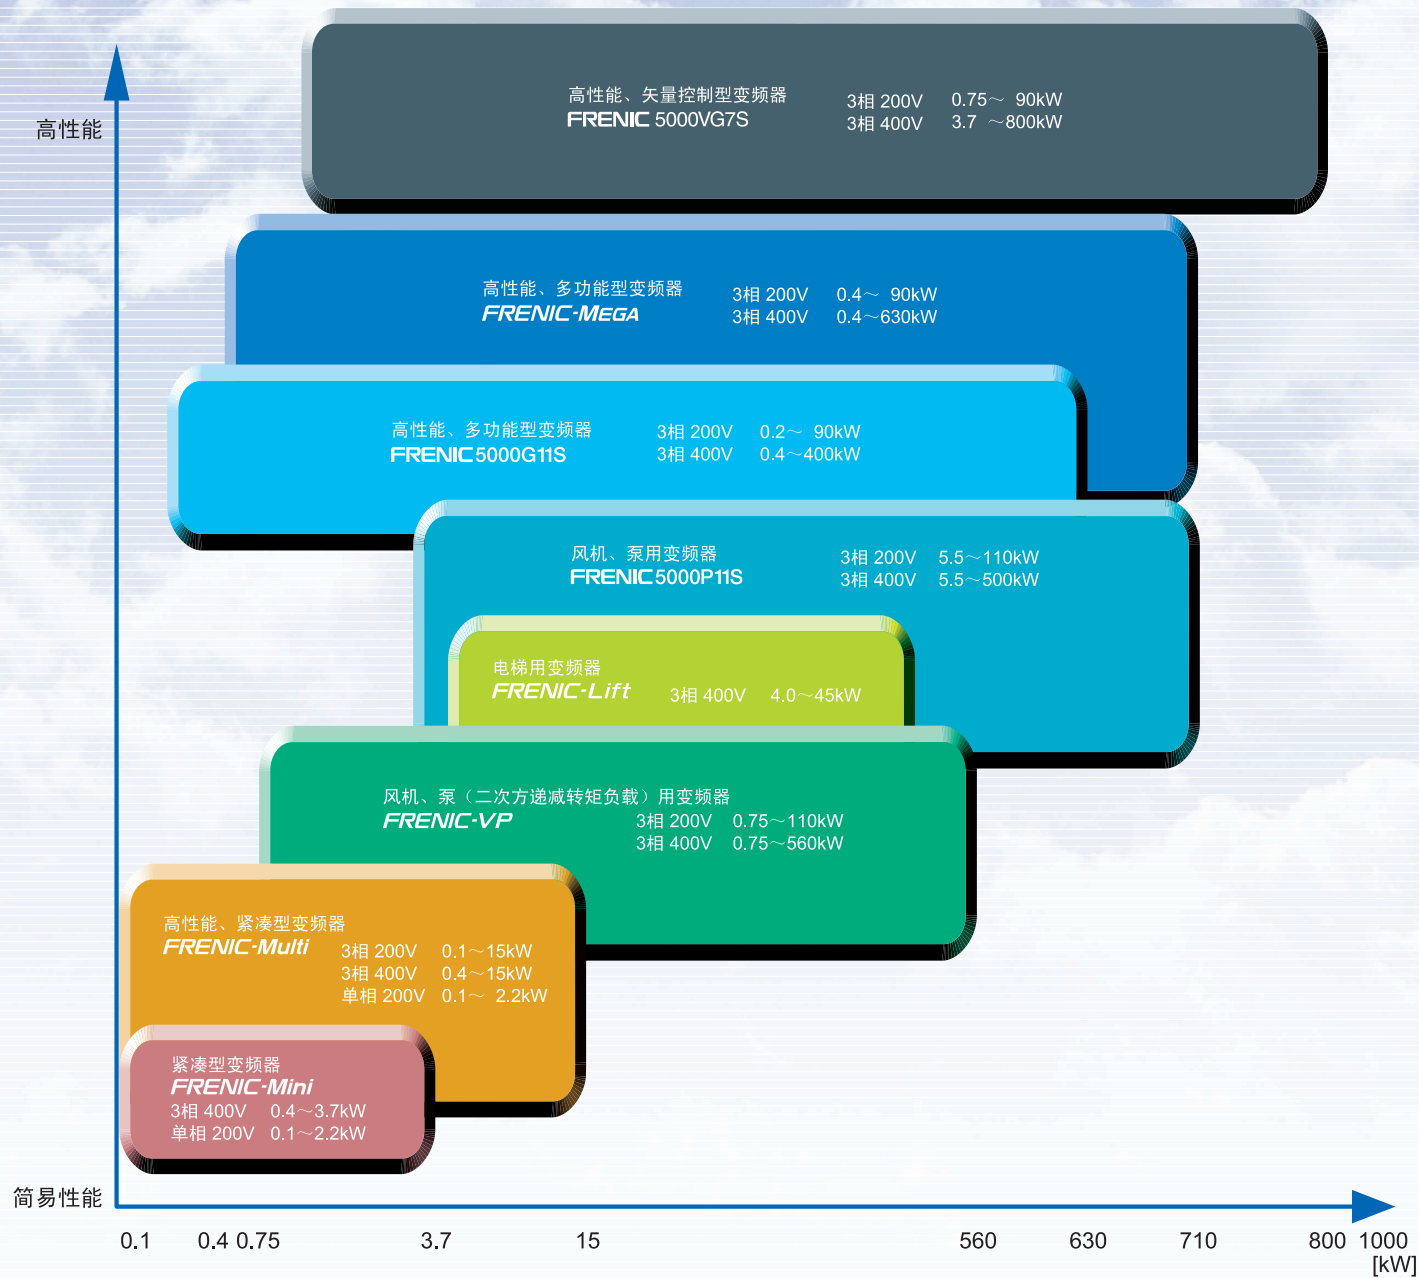 高性能
高性能、矢量控制型变频器
FRENIC 5000VG7S
3相 200V 0.75～ 90kW
3相 400V 3.7 ～800kW
高性能、多功能型变频器
FRENIC-MEGA
3相 200V 0.4～ 90kW
3相 400V 0.4～630kW
高性能、多功能型变频器
FRENIC5000G11S
3相 200V 0.2～ 90kW
3相 400V 0.4～400kW
风机、泵用变频器
FRENIC5000P11S
3相 200V 5.5～110kW
3相 400V 5.5～500kW
电梯用变频器
FRENIC-Lift
3相 400V 4.0～45kW
风机、泵（二次方递减转矩负载）用变频器
FRENIC-VP
3相 200V 0.75～110kW
3相 400V 0.75～560kW
高性能、紧凑型变频器
FRENIC-Multi
3相 200V 0.1～15kW
3相 400V 0.4～15kW
单相 200V 0.1～ 2.2kW
紧凑型变频器
FRENIC-Mini
3相 400V 0.4～3.7kW
单相 200V 0.1～2.2kW
简易性能
0.1 0.4 0.75 3.7 15 560 630 710 800 1000
[kW]